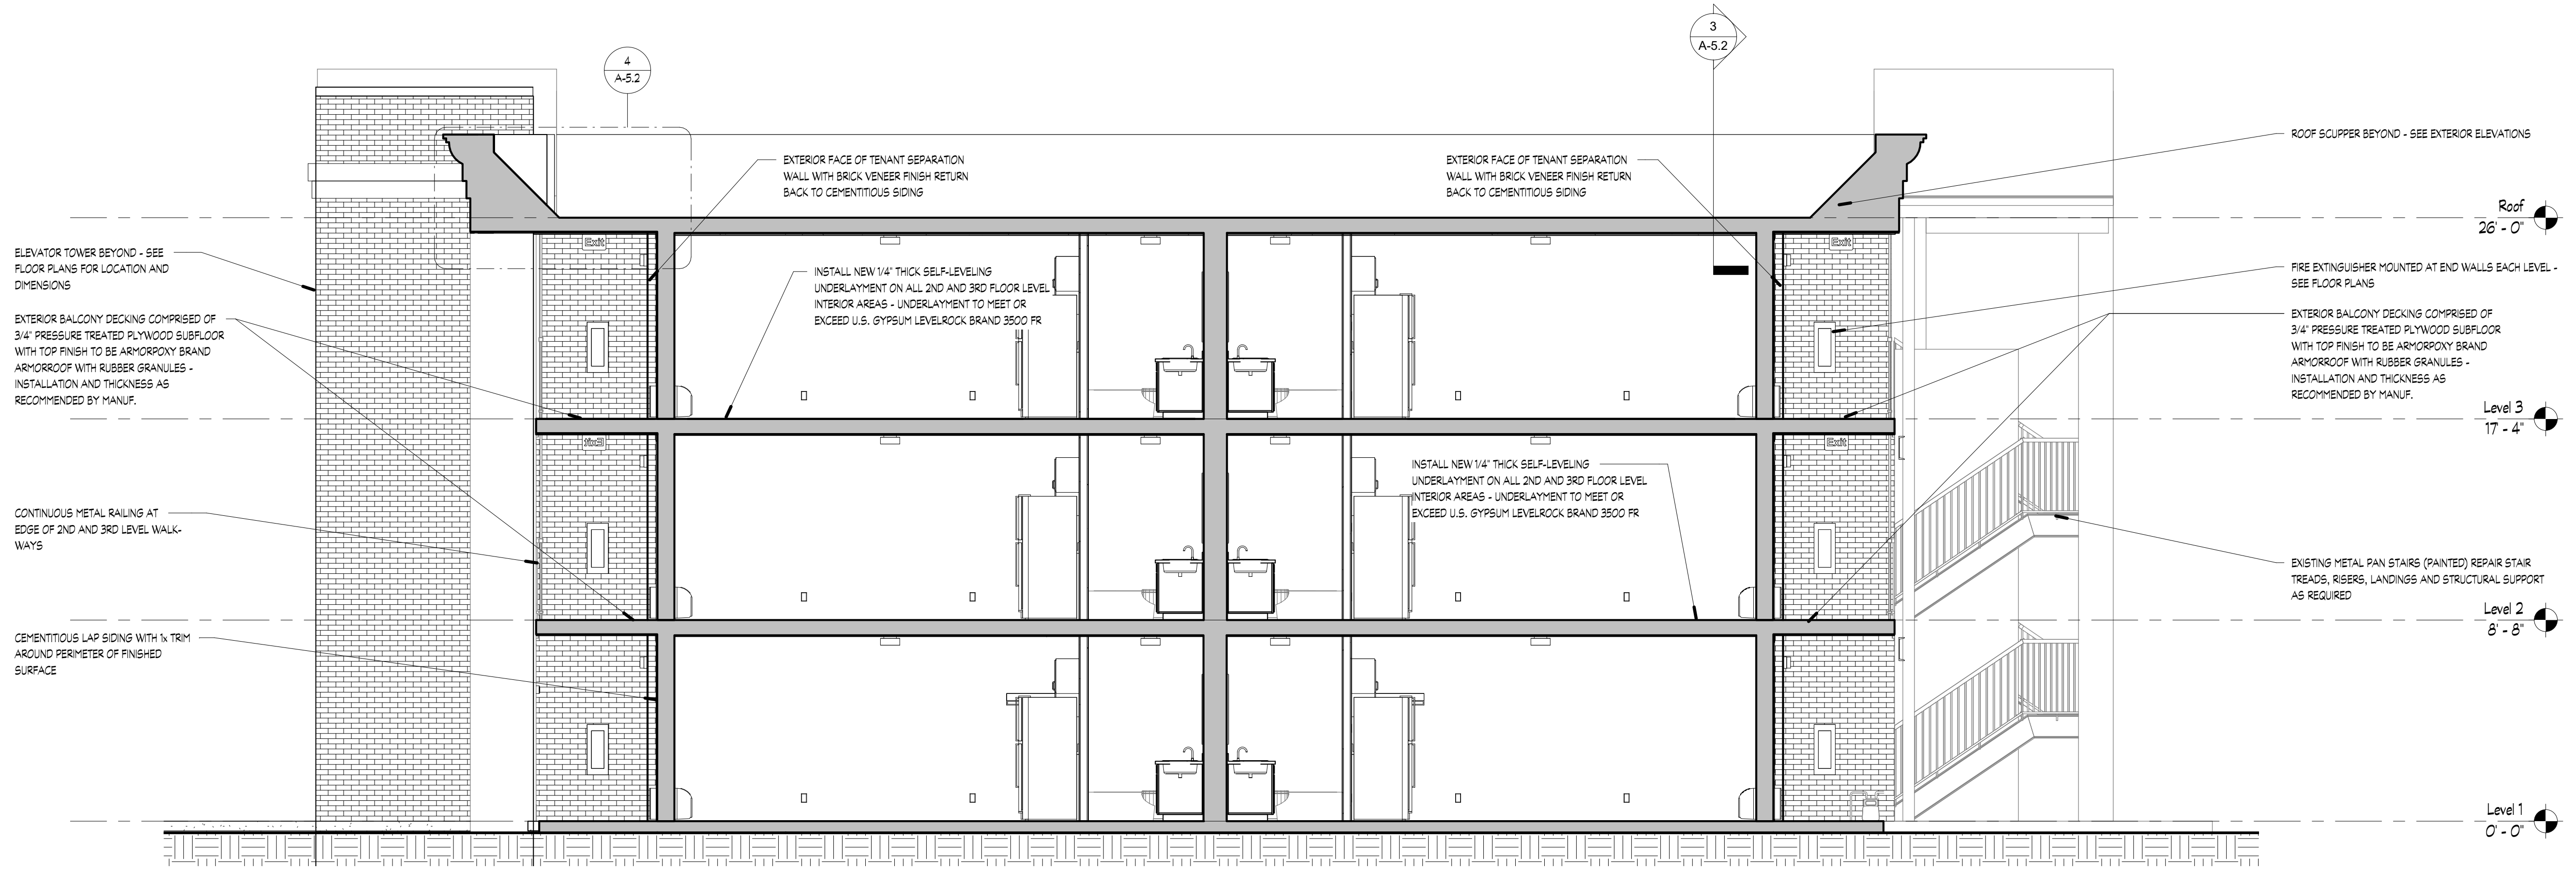 4
A-5.2
3
A-5.2
EXTERIOR FACE OF TENANT SEPARATION
WALL WITH BRICK VENEER FINISH RETURN
BACK TO CEMENTITIOUS SIDING
EXTERIOR FACE OF TENANT SEPARATION
WALL WITH BRICK VENEER FINISH RETURN
BACK TO CEMENTITIOUS SIDING
ROOF SCUPPER BEYOND - SEE EXTERIOR ELEVATIONS
Roof
26' - 0"
ELEVATOR TOWER BEYOND - SEE
FLOOR PLANS FOR LOCATION AND
DIMENSIONS
Exit
Exit
INSTALL NEW 1/4" THICK SELF-LEVELING
UNDERLAYMENT ON ALL 2ND AND 3RD FLOOR LEVEL
INTERIOR AREAS - UNDERLAYMENT TO MEET OR
EXCEED U.S. GYPSUM LEVELROCK BRAND 3500 FR
FIRE EXTINGUISHER MOUNTED AT END WALLS EACH LEVEL -
SEE FLOOR PLANS
EXTERIOR BALCONY DECKING COMPRISED OF
3/4" PRESSURE TREATED PLYWOOD SUBFLOOR
WITH TOP FINISH TO BE ARMORPOXY BRAND
ARMORROOF WITH RUBBER GRANULES -
INSTALLATION AND THICKNESS AS
RECOMMENDED BY MANUF.
EXTERIOR BALCONY DECKING COMPRISED OF
3/4" PRESSURE TREATED PLYWOOD SUBFLOOR
WITH TOP FINISH TO BE ARMORPOXY BRAND
ARMORROOF WITH RUBBER GRANULES -
INSTALLATION AND THICKNESS AS
RECOMMENDED BY MANUF.
Level 3
17' - 4"
Exit
Exit
INSTALL NEW 1/4" THICK SELF-LEVELING
UNDERLAYMENT ON ALL 2ND AND 3RD FLOOR LEVEL
INTERIOR AREAS - UNDERLAYMENT TO MEET OR
EXCEED U.S. GYPSUM LEVELROCK BRAND 3500 FR
CONTINUOUS METAL RAILING AT
EDGE OF 2ND AND 3RD LEVEL WALK-
WAYS
EXISTING METAL PAN STAIRS (PAINTED) REPAIR STAIR
TREADS, RISERS, LANDINGS AND STRUCTURAL SUPPORT
AS REQUIRED
Level 2
8' - 8"
CEMENTITIOUS LAP SIDING WITH 1x TRIM
AROUND PERIMETER OF FINISHED
SURFACE
Level 1
0' - 0"